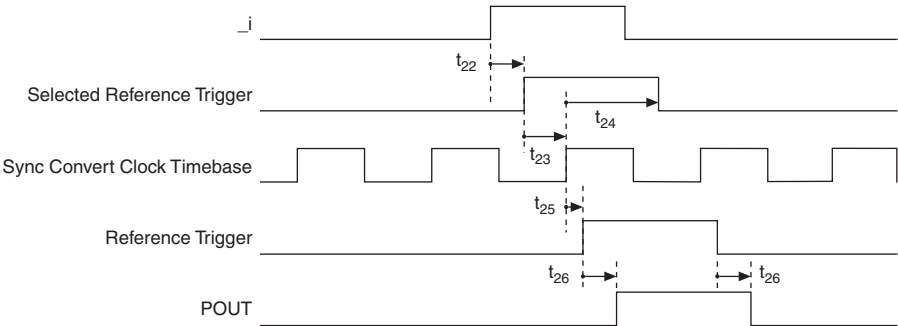 _i
t22
Selected Reference Trigger
t24
t23
Sync Convert Clock Timebase
t25
Reference Trigger
t26
t26
POUT